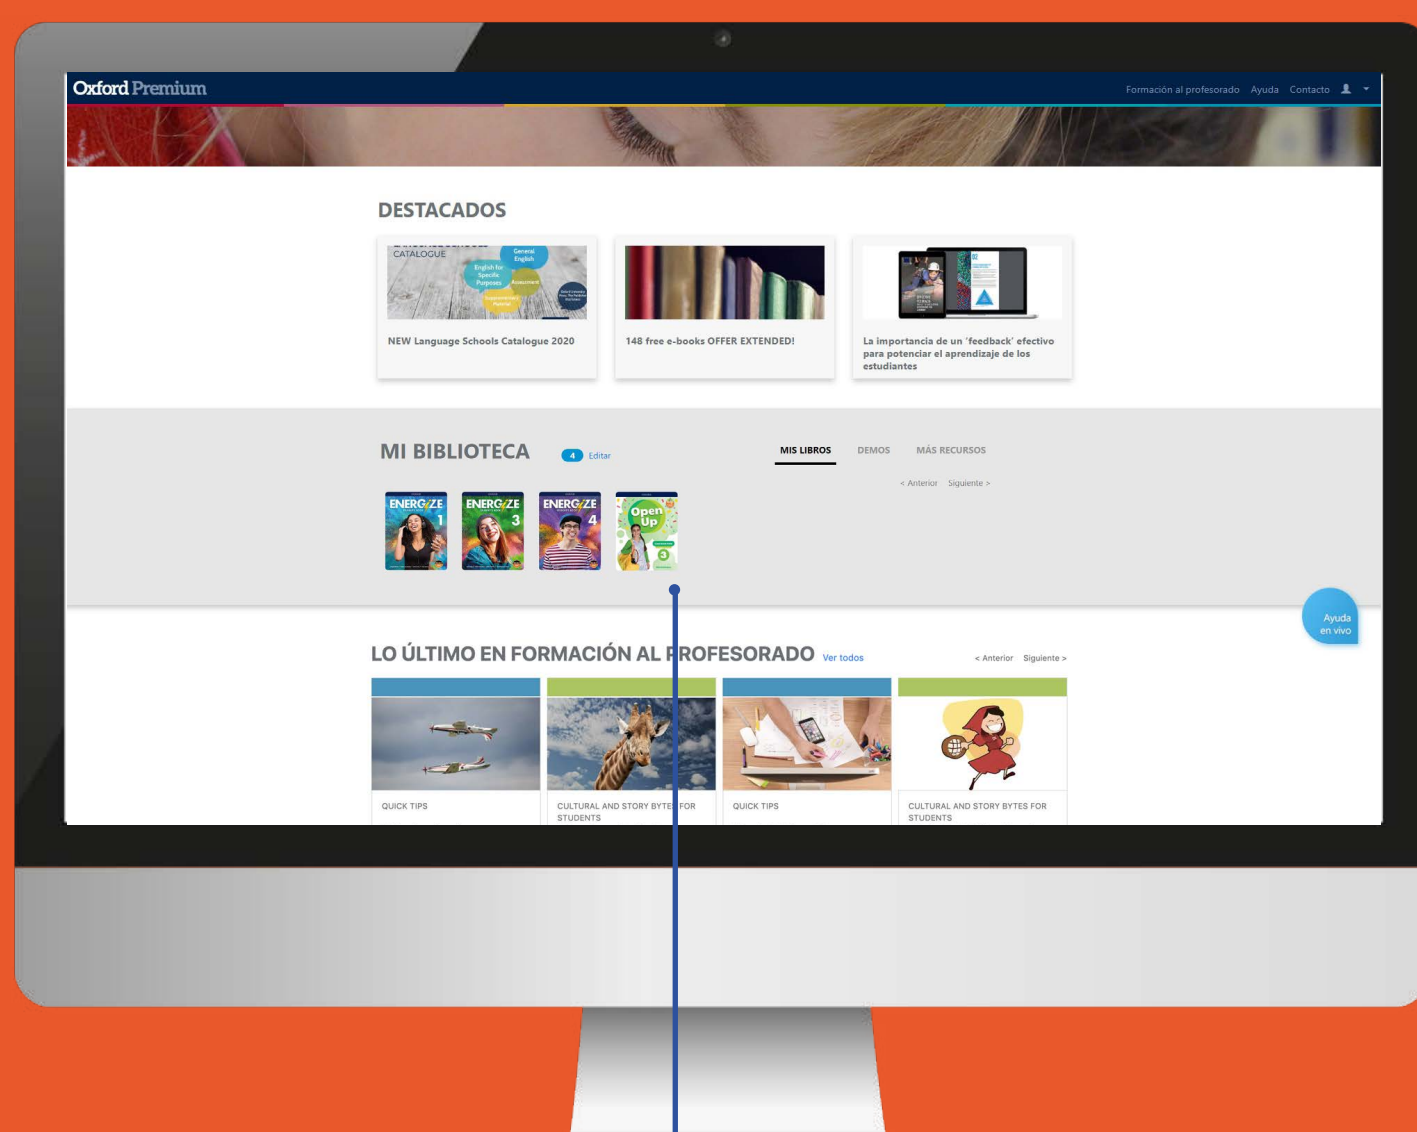 Oxford Premium
Formación al profesorado Ayuda Contacto
DESTACADOS
CATALOGUE
General
English
English for
Specific
Purposes
Assessment
NEW Language Schools Catalogue 2020
148 free e-books OFFER EXTENDED!
La importancia de un ‘feedback’ efectivo
para potenciar el aprendizaje de los
estudiantes
MI BIBLIOTECA
4 Editar
MIS LIBROS DEMOS MÁS RECURSOS
< Anterior Siguiente >
ENERGIZE
1
ENERGIZE
3
ENERGIZE
4
Open
Up
3
Ayuda
en vivo
LO ÚLTIMO EN FORMACIÓN AL PROFESORADO Ver todos
< Anterior Siguiente >
QUICK TIPS
CULTURAL AND STORY BYTES FOR
STUDENTS
QUICK TIPS
CULTURAL AND STORY BYTES FOR
STUDENTS